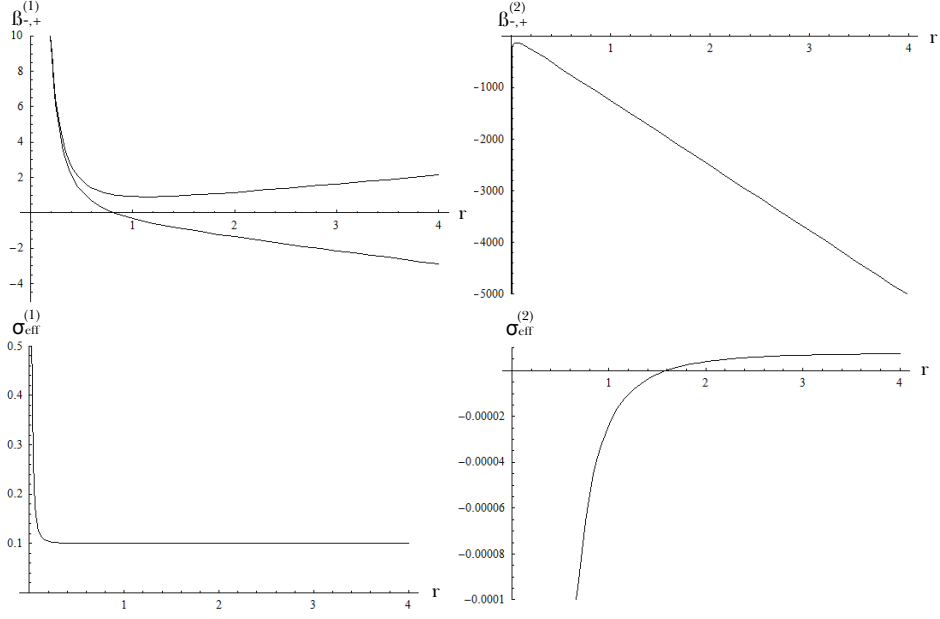 ß-,+(1)
10
8
6
4
2
-2
-4
1 2 3 4 r
ß-,+(2)
1 2 3 4 r
-1000
-2000
-3000
-4000
-5000
σeff(1)
0.5
0.4
0.3
0.2
0.1
1 2 3 4 r
σeff(2)
1 2 3 4 r
-0.00002
-0.00004
-0.00006
-0.00008
-0.0001